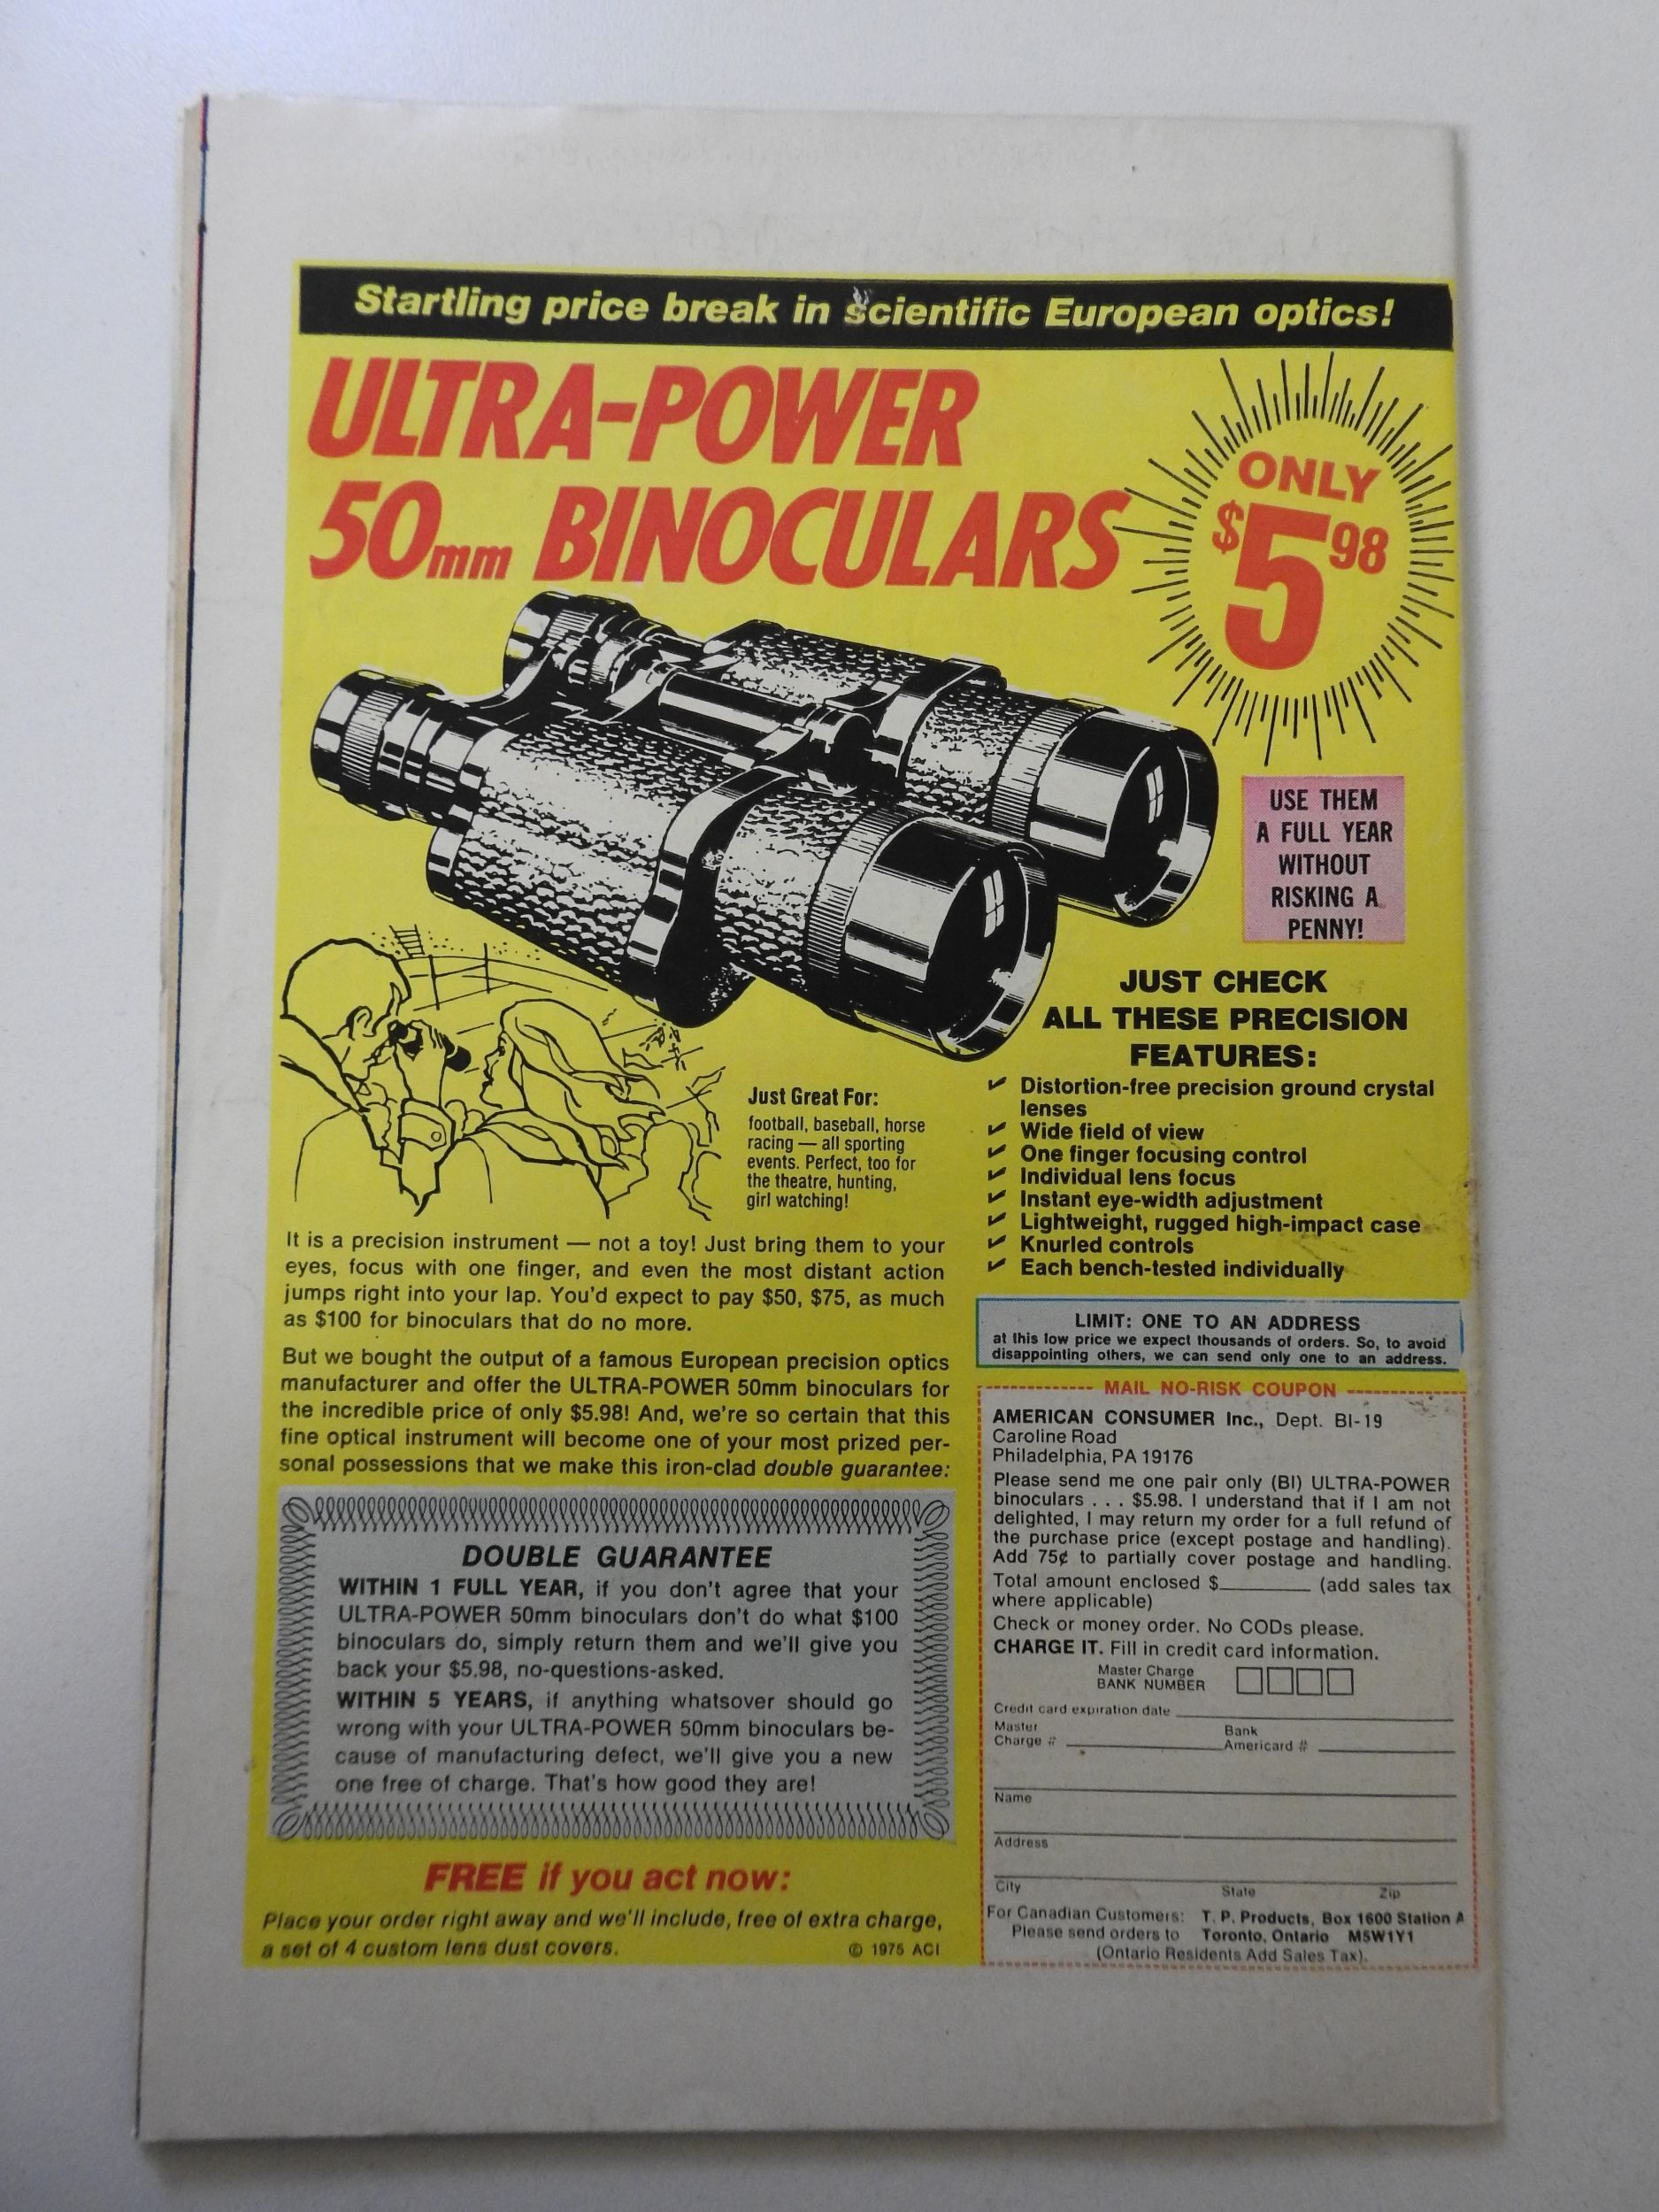 Startling price break in scientific European optics!
ULTRA-POWER
50mm BINOCULARS
ONLY
$5 98
USE THEM
A FULL YEAR
WITHOUT
RISKING A
PENNY!
JUST CHECK
ALL THESE PRECISION
FEATURES:
Distortion-free precision ground crystal
lenses
Wide field of view
One finger focusing control
Individual lens focus
Instant eye-width adjustment
Lightweight, rugged high-impact case
Knurled controls
Each bench-tested individually
Just Great For:
football, baseball, horse
racing — all sporting
events. Perfect, too for
the theatre, hunting,
girl watching!
It is a precision instrument — not a toy! Just bring them to your
eyes, focus with one finger, and even the most distant action
jumps right into your lap. You'd expect to pay $50, $75, as much
as $100 for binoculars that do no more.
But we bought the output of a famous European precision optics
manufacturer and offer the ULTRA-POWER 50mm binoculars for
the incredible price of only $5.98! And, we're so certain that this
fine optical instrument will become one of your most prized per-
sonal possessions that we make this iron-clad double guarantee:
DOUBLE GUARANTEE
WITHIN 1 FULL YEAR, if you don't agree that your
ULTRA-POWER 50mm binoculars don't do what $100
binoculars do, simply return them and we'll give you
back your $5.98, no-questions-asked.
WITHIN 5 YEARS, if anything whatsover should go
wrong with your ULTRA-POWER 50mm binoculars be-
cause of manufacturing defect, we'll give you a new
one free of charge. That's how good they are!
FREE if you act now:
Place your order right away and we'll include, free of extra charge,
a set of 4 custom lens dust covers.
© 1975 ACI
LIMIT: ONE TO AN ADDRESS
at this low price we expect thousands of orders. So, to avoid
disappointing others, we can send only one to an address.
MAIL NO-RISK COUPON
AMERICAN CONSUMER Inc., Dept. BI-19
Caroline Road
Philadelphia, PA 19176
Please send me one pair only (BI) ULTRA-POWER
binoculars . . . $5.98. I understand that if I am not
delighted, I may return my order for a full refund of
the purchase price (except postage and handling).
Add 75¢ to partially cover postage and handling.
Total amount enclosed $_________ (add sales tax
where applicable)
Check or money order. No CODs please.
CHARGE IT. Fill in credit card information.
Master Charge
BANK NUMBER
Credit card expiration date
Master
Charge #
Bank
Americard #
Name
Address
City State Zip
For Canadian Customers: T. P. Products, Box 1600 Station A
Please send orders to Toronto, Ontario M5W1Y1
(Ontario Residents Add Sales Tax).